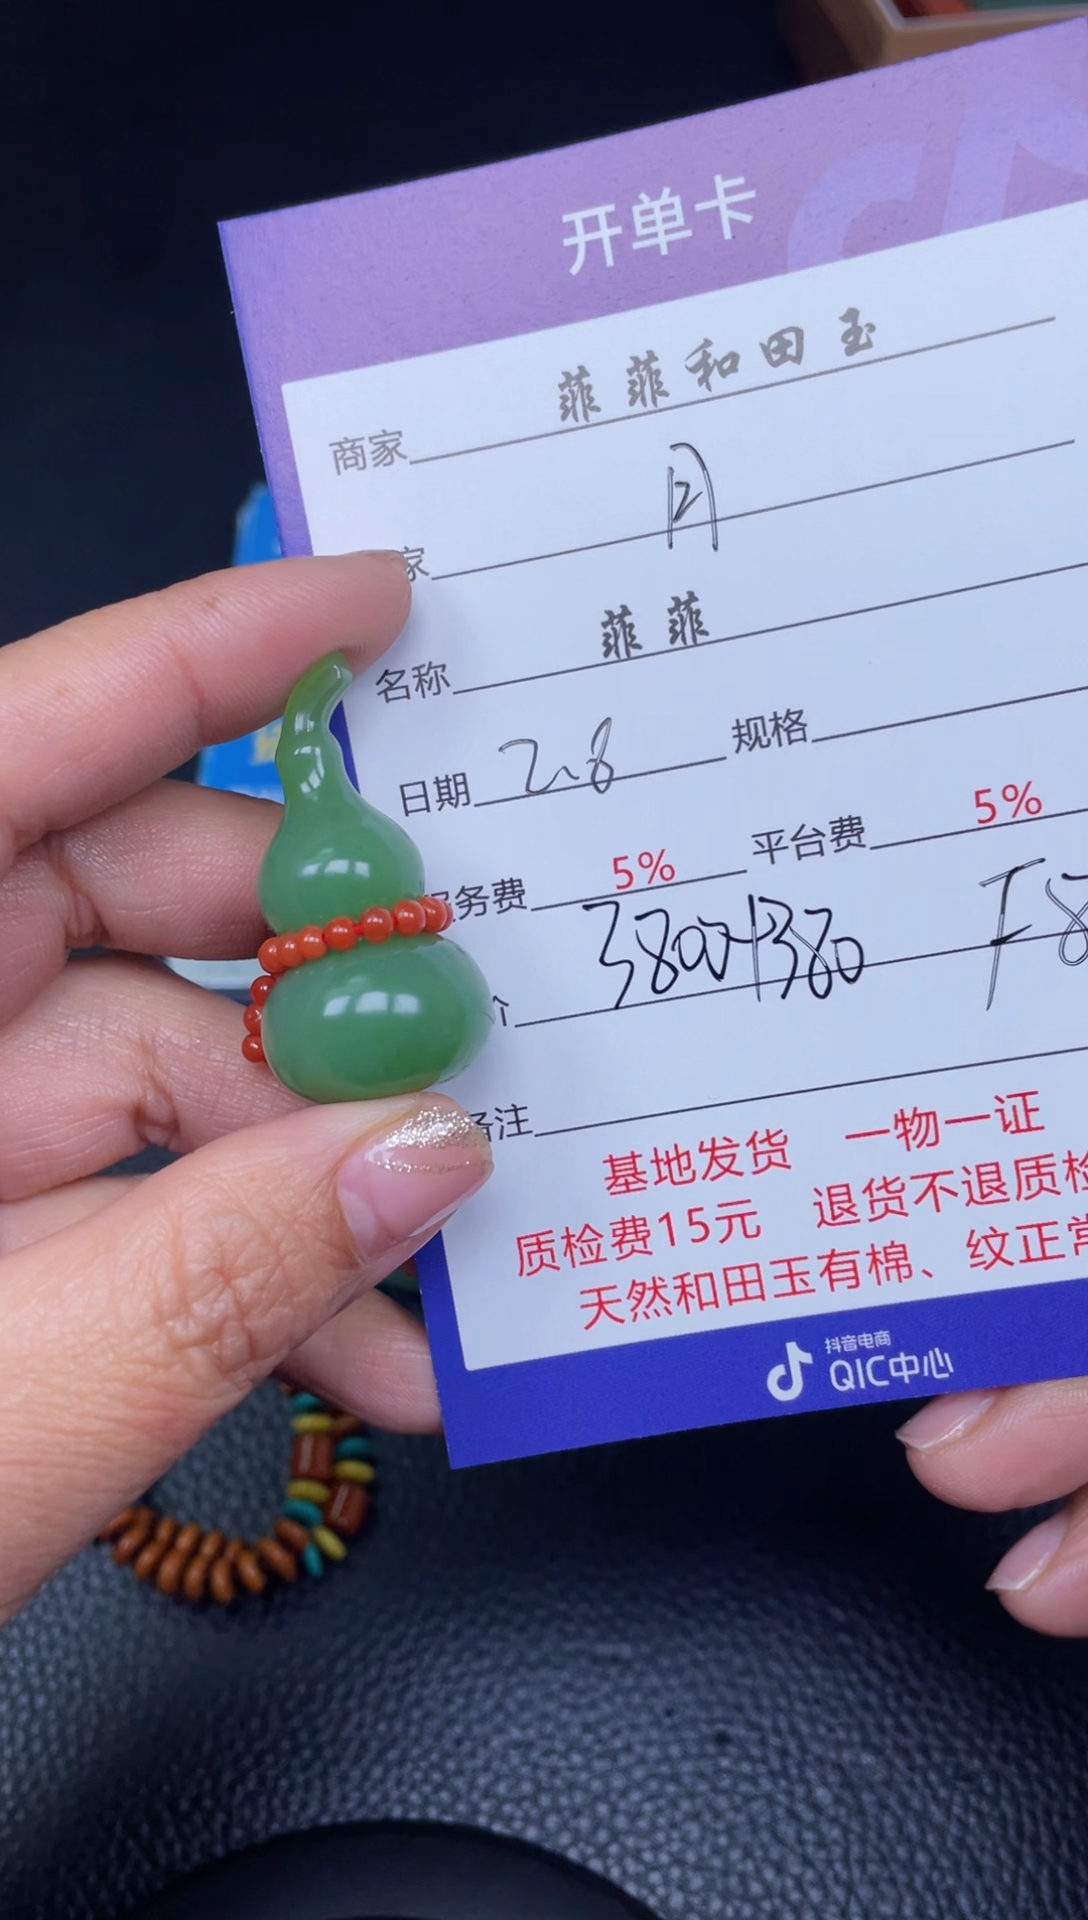 开单卡
商家 菲菲和田玉
家
名称 菲菲
日期 2.8 规格
务费 5% 平台费 5%
3800+380 F8
备注
基地发货 一物一证
质检费15元 退货不退质检
天然和田玉有棉、纹正常
抖音电商
QIC中心